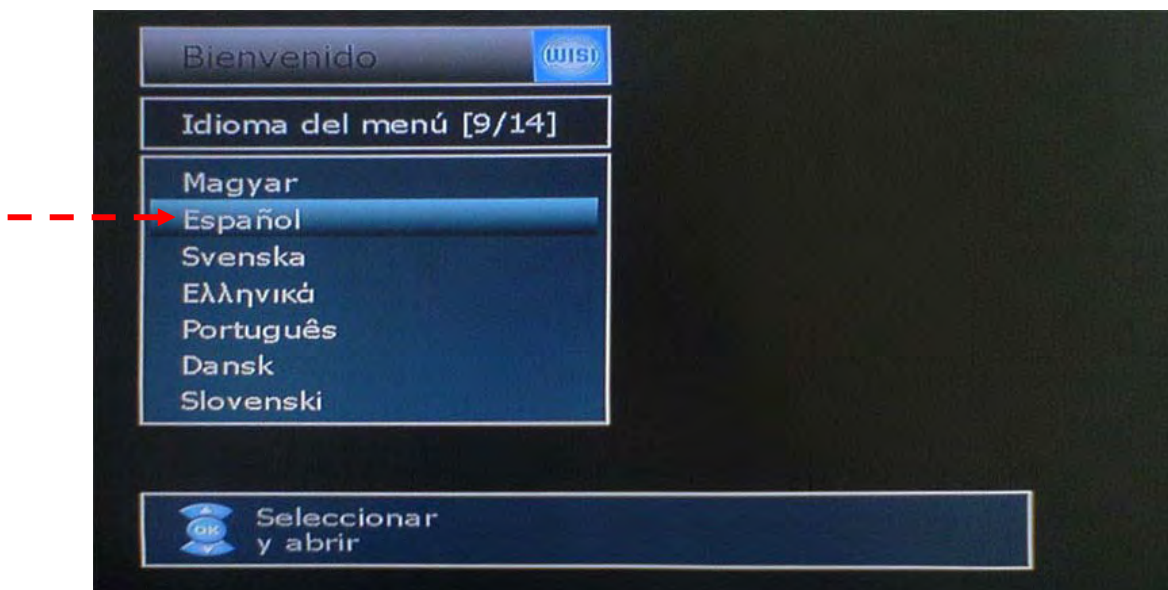 Bienvenido
WISI
Idioma del menú [9/14]
Magyar
Español
Svenska
Ελληνικά
Português
Dansk
Slovenski
OK
Seleccionar
y abrir